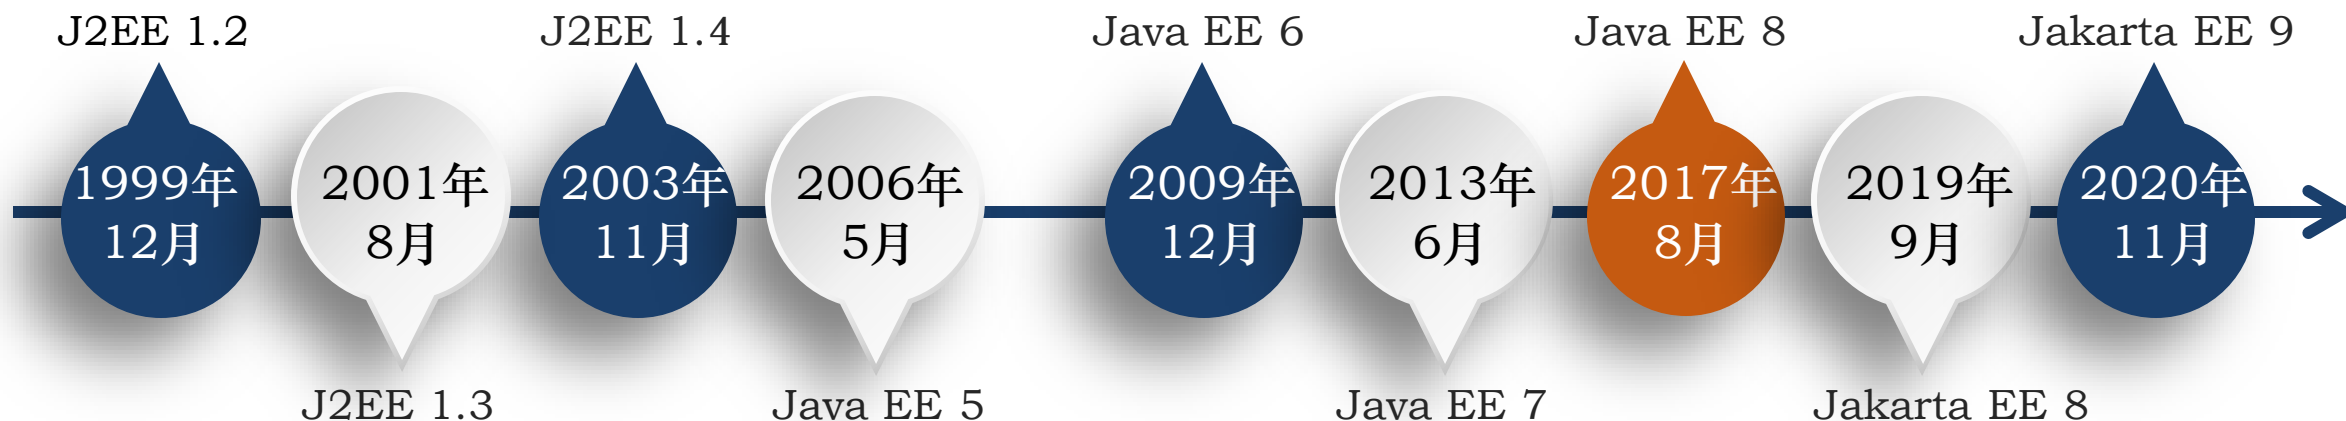 J2EE 1.2
J2EE 1.4
Java EE 6
Java EE 8
Jakarta EE 9
1999年
12月
2001年
8月
2003年
11月
2006年
5月
2009年
12月
2013年
6月
2017年
8月
2019年
9月
2020年
11月
J2EE 1.3
Java EE 5
Java EE 7
Jakarta EE 8